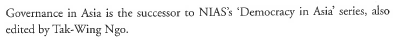 Governance in Asia is the successor to NIAS's 'Democracy in Asia' series, also
edited by Tak-Wing Ngo.